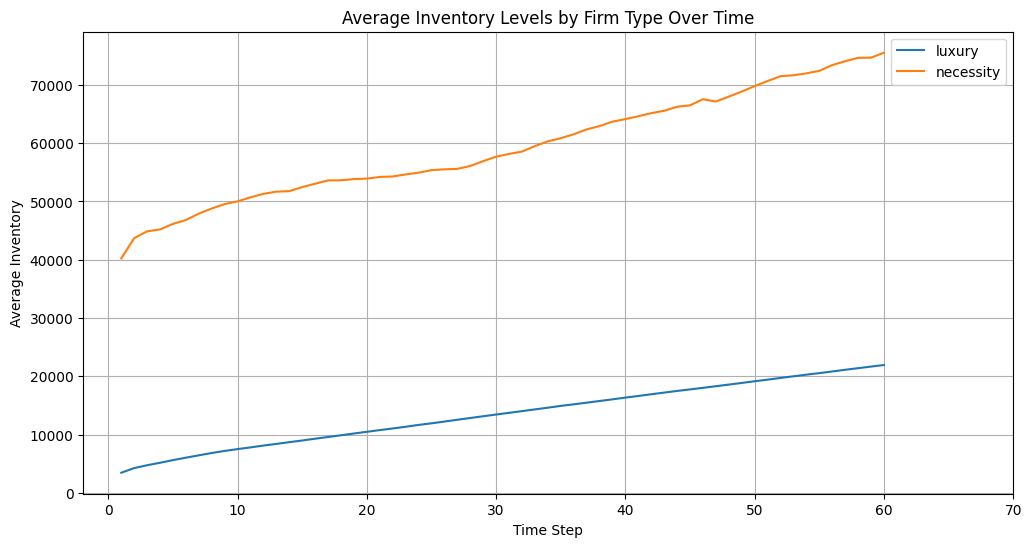 Average Inventory Levels by Firm Type Over Time
luxury
necessity
Average Inventory
70000
60000
50000
40000
30000
20000
10000
0
0 10 20 30 40 50 60 70
Time Step